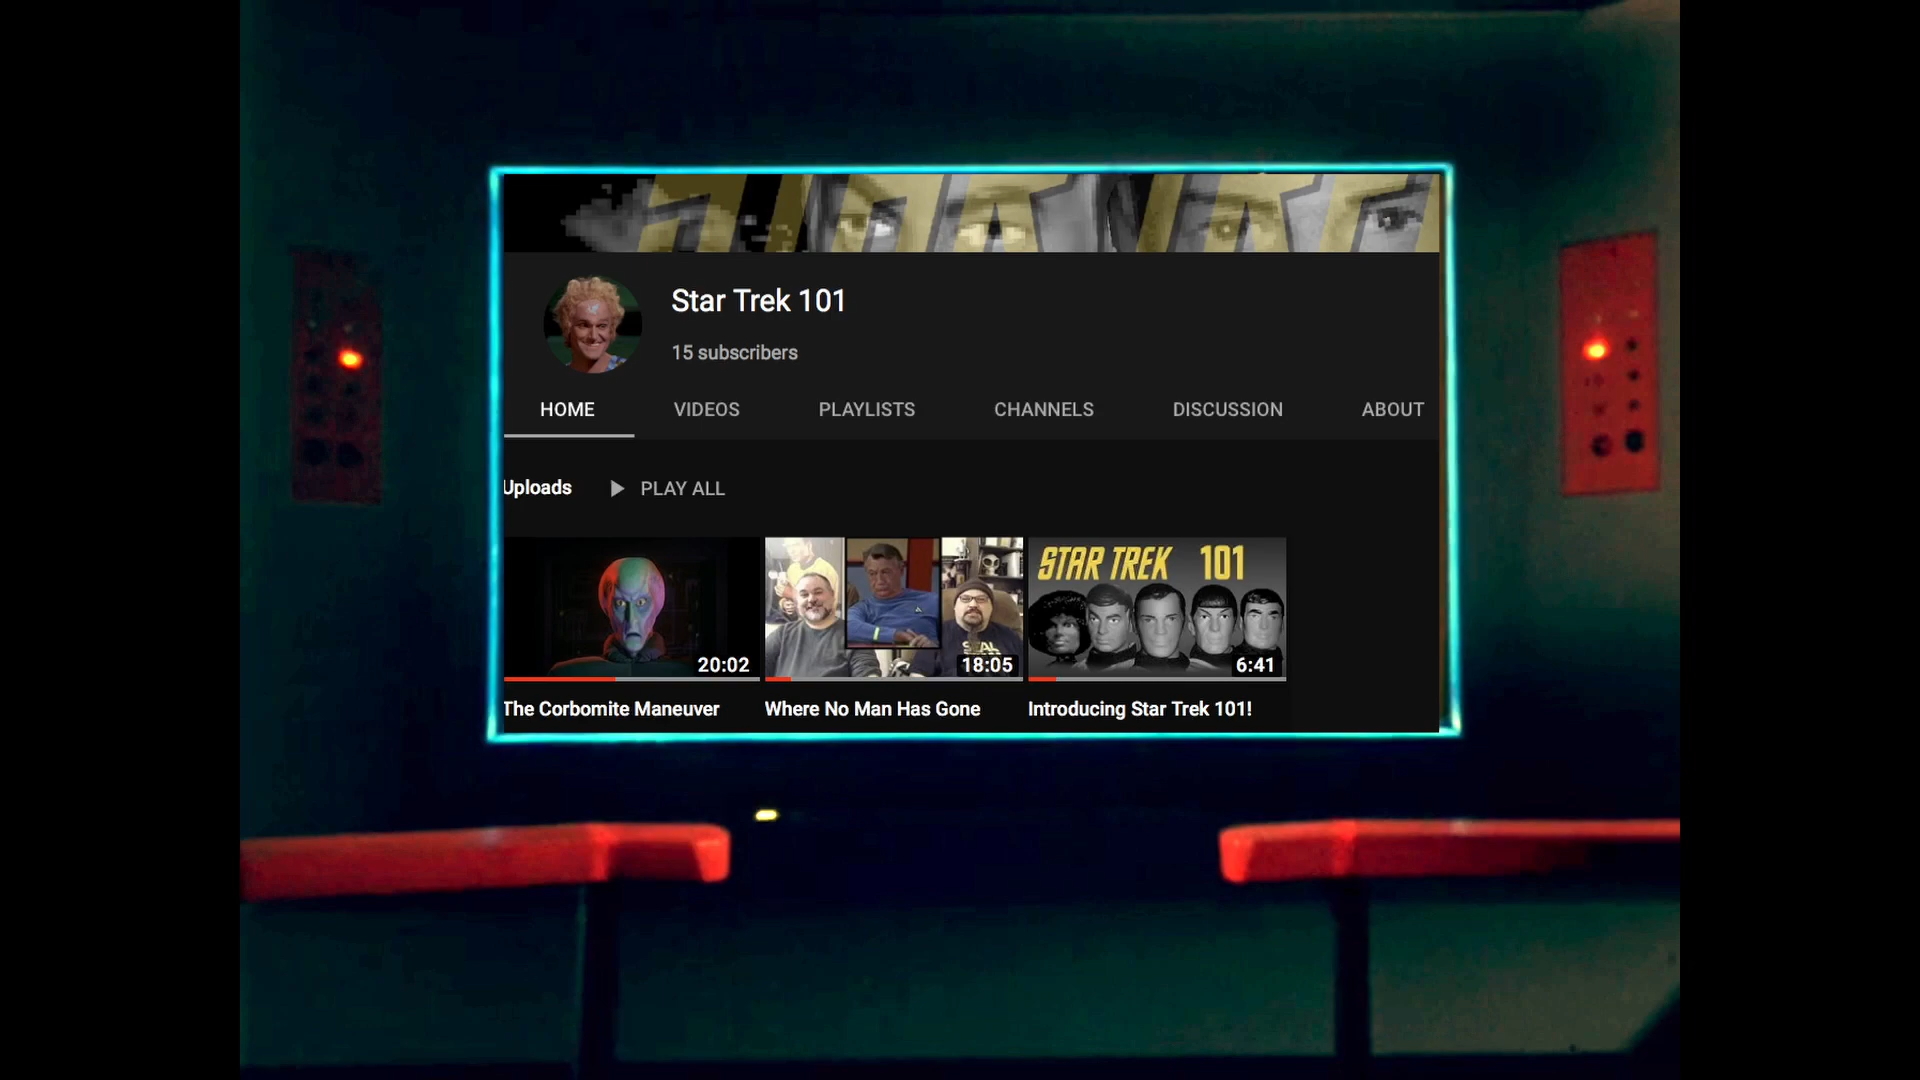 Star Trek 101
15 subscribers
HOME VIDEOS PLAYLISTS CHANNELS DISCUSSION ABOUT
Uploads PLAY ALL
STAR TREK 101
20:02 18:05 6:41
The Corbomite Maneuver Where No Man Has Gone Introducing Star Trek 101!